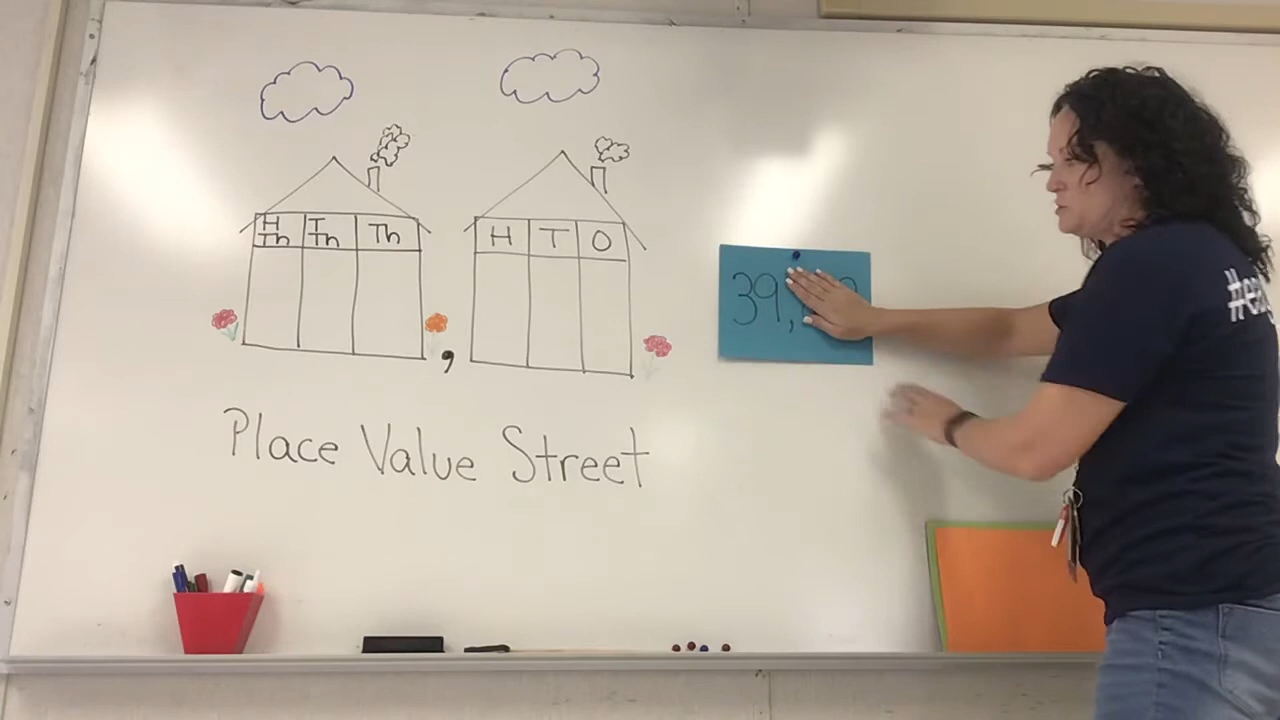 H Th T Th Th
H T O
39,
,
Place Value Street